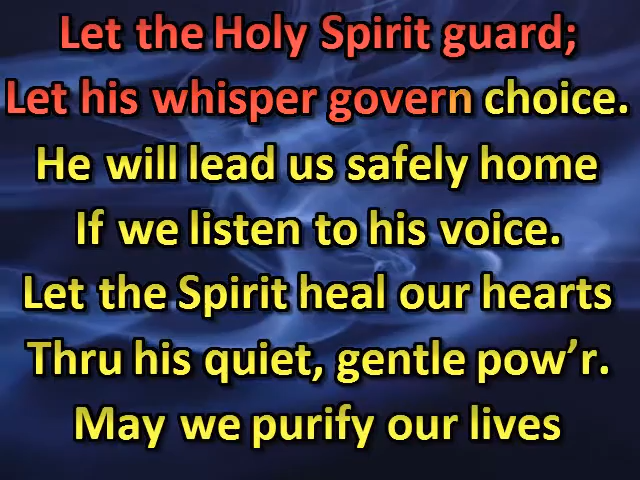 Let the Holy Spirit guard;
Let his whisper govern choice.
He will lead us safely home
If we listen to his voice.
Let the Spirit heal our hearts
Thru his quiet, gentle pow’r.
May we purify our lives